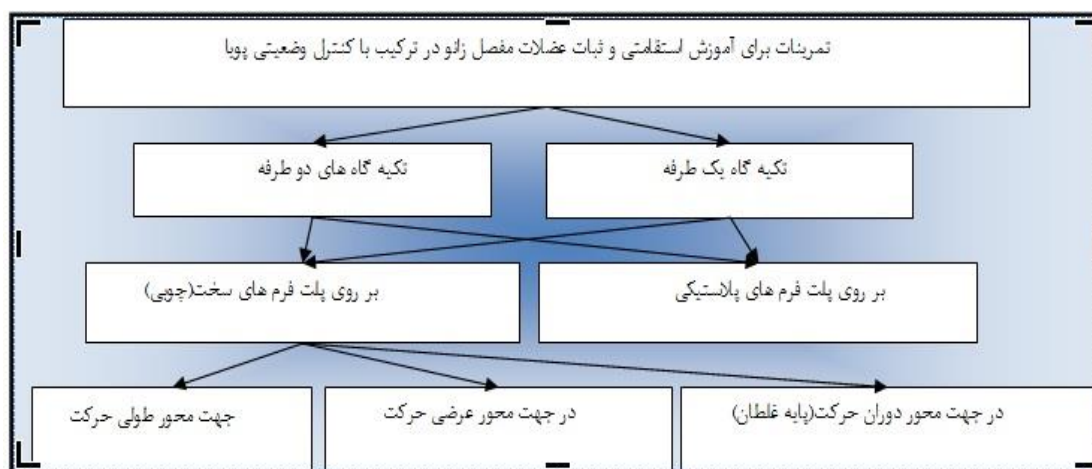 تمرینات برای آموزش استقامتی و ثبات عضلات مفصل زانو در ترکیب با کنترل وضعیتی پویا
تکیه گاه یک طرفه
تکیه گاه های دو طرفه
بر روی پلت فرم های پلاستیکی
بر روی پلت فرم های سخت(چوبی)
در جهت محور دوران حرکت(پایه غلطان)
در جهت محور عرضی حرکت
جهت محور طولی حرکت